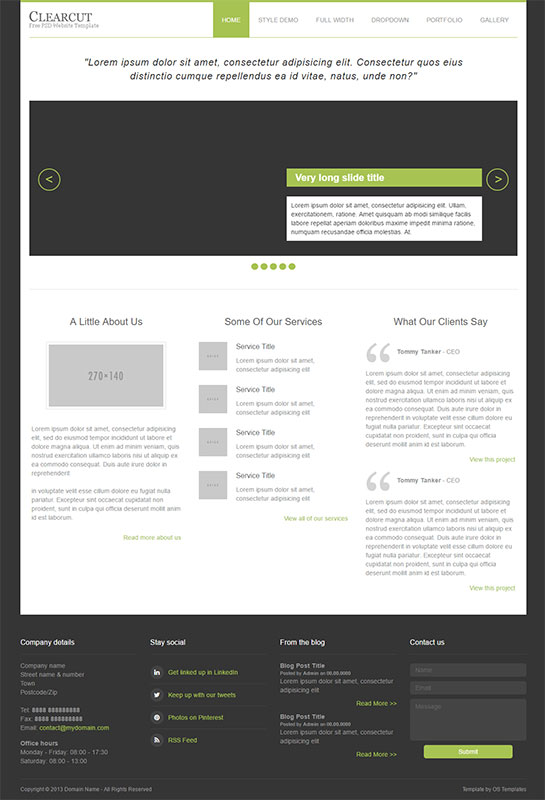 CLEARCUT
Free PSD Website Template
HOME
STYLE DEMO
FULL WIDTH
DROPDOWN
PORTFOLIO
GALLERY
"Lorem ipsum dolor sit amet, consectetur adipisicing elit. Consectetur quos eius
distinctio cumque repellendus ea id vitae, natus, unde non?"
<
Very long slide title
>
Lorem ipsum dolor sit amet, consectetur adipisicing elit. Ullam,
exercitationem, ratione. Amet quisquam ab modi similique facilis
labore repellat aperiam doloribus maxime impedit minima rerum,
numquam recusandae officia molestias. At.
A Little About Us
270×140
Lorem ipsum dolor sit amet, consectetur adipisicing
elit, sed do eiusmod tempor incididunt ut labore et
dolore magna aliqua. Ut enim ad minim veniam, quis
nostrud exercitation ullamco laboris nisi ut aliquip ex
ea commodo consequat. Duis aute irure dolor in
reprehenderit
in voluptate velit esse cillum dolore eu fugiat nulla
pariatur. Excepteur sint occaecat cupidatat non
proident, sunt in culpa qui officia deserunt mollit anim
id est laborum.
Read more about us
Some Of Our Services
Service Title
Lorem ipsum dolor sit amet,
consectetur adipisicing elit
Service Title
Lorem ipsum dolor sit amet,
consectetur adipisicing elit
Service Title
Lorem ipsum dolor sit amet,
consectetur adipisicing elit
Service Title
Lorem ipsum dolor sit amet,
consectetur adipisicing elit
View all of our services
What Our Clients Say
Tommy Tanker - CEO
Lorem ipsum dolor sit amet, consectetur adipisicing
elit, sed do eiusmod tempor incididunt ut labore et
dolore magna aliqua. Ut enim ad minim veniam, quis
nostrud exercitation ullamco laboris nisi ut aliquip ex
ea commodo consequat. Duis aute irure dolor in
reprehenderit in voluptate velit esse cillum dolore eu
fugiat nulla pariatur. Excepteur sint occaecat
cupidatat non proident, sunt in culpa qui officia
deserunt mollit anim id est laborum.
View this project
Tommy Tanker - CEO
Lorem ipsum dolor sit amet, consectetur adipisicing
elit, sed do eiusmod tempor incididunt ut labore et
dolore magna aliqua. Ut enim ad minim veniam, quis
nostrud exercitation ullamco laboris nisi ut aliquip ex
ea commodo consequat. Duis aute irure dolor in
reprehenderit in voluptate velit esse cillum dolore eu
fugiat nulla pariatur. Excepteur sint occaecat
cupidatat non proident, sunt in culpa qui officia
deserunt mollit anim id est laborum.
View this project
Company details
Company name
Street name & number
Town
Postcode/Zip
Tel: 8888 888888888
Fax: 8888 888888888
Email: contact@mydomain.com
Office hours
Monday - Friday: 08:00 - 17:30
Saturday: 08:00 - 13:00
Stay social
Get linked up in LinkedIn
Keep up with our tweets
Photos on Pinterest
RSS Feed
From the blog
Blog Post Title
Posted by Admin on 00.00.0000
Lorem ipsum dolor sit amet, consectetur
adipisicing elit
Read More >>
Blog Post Title
Posted by Admin on 00.00.0000
Lorem ipsum dolor sit amet, consectetur
adipisicing elit
Read More >>
Contact us
Name
Email
Message
Submit
Copyright © 2013 Domain Name - All Rights Reserved
Template by OS Templates